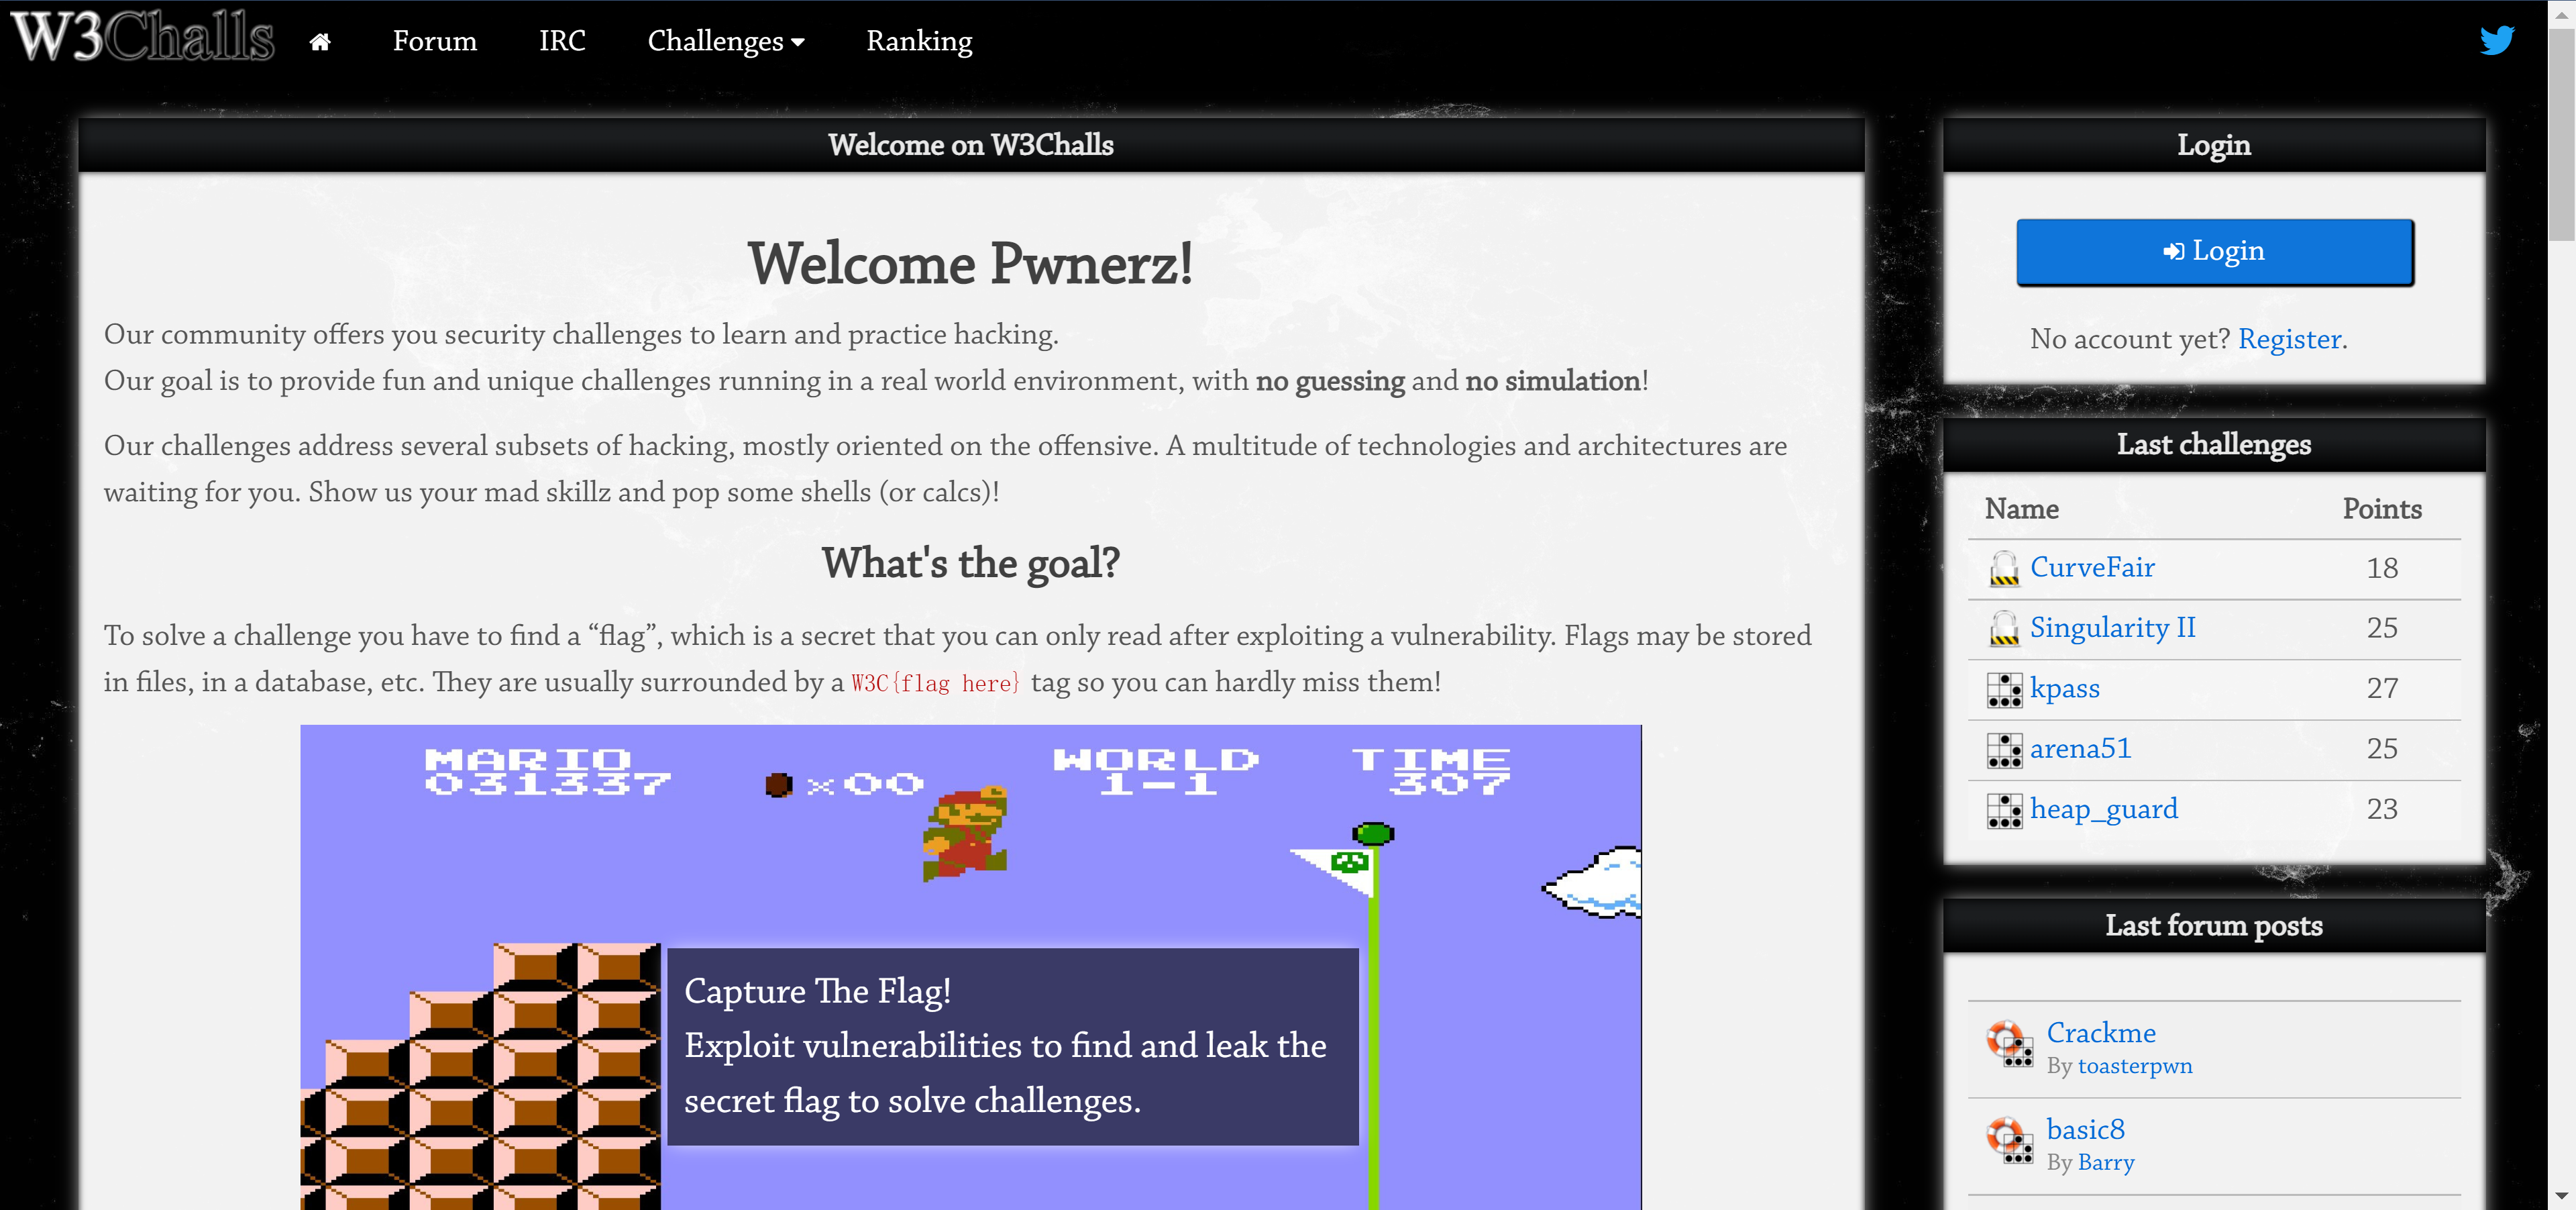 W3Challs
Forum
IRC
Challenges
Ranking
Welcome on W3Challs
Welcome Pwnerz!
Our community offers you security challenges to learn and practice hacking.
Our goal is to provide fun and unique challenges running in a real world environment, with no guessing and no simulation!
Our challenges address several subsets of hacking, mostly oriented on the offensive. A multitude of technologies and architectures are
waiting for you. Show us your mad skillz and pop some shells (or calcs)!
What's the goal?
To solve a challenge you have to find a “flag”, which is a secret that you can only read after exploiting a vulnerability. Flags may be stored
in files, in a database, etc. They are usually surrounded by a W3C{flag here} tag so you can hardly miss them!
MARIO WORLD TIME
031337 ×00 1-1 307
Capture The Flag!
Exploit vulnerabilities to find and leak the
secret flag to solve challenges.
Login
Login
No account yet? Register.
Last challenges
Name Points
CurveFair 18
Singularity II 25
kpass 27
arena51 25
heap_guard 23
Last forum posts
Crackme
By toasterpwn
basic8
By Barry